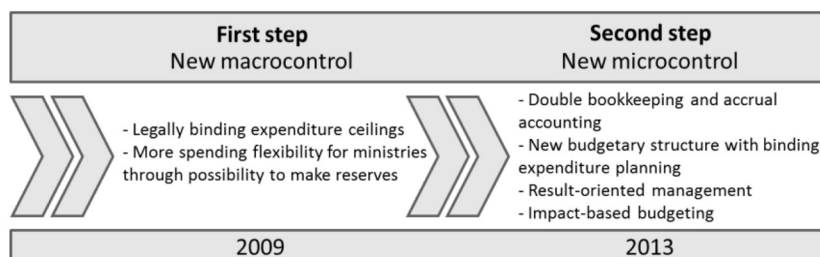 First step
New macrocontrol
Second step
New microcontrol
- Legally binding expenditure ceilings
- More spending flexibility for ministries
through possibility to make reserves
- Double bookkeeping and accrual
accounting
- New budgetary structure with binding
expenditure planning
- Result-oriented management
- Impact-based budgeting
2009
2013